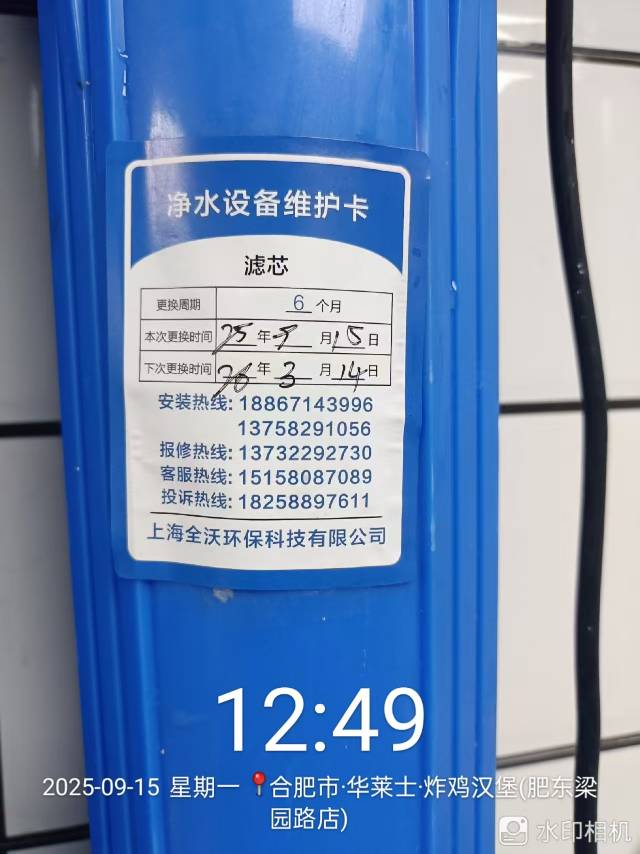 净水设备维护卡
滤芯
更换周期 6 个月
本次更换时间 25 年 9 月 15 日
下次更换时间 26 年 3 月 14 日
安装热线: 18867143996
13758291056
报修热线: 13732292730
客服热线: 15158087089
投诉热线: 18258897611
上海全沃环保科技有限公司
12:49
2025-09-15 星期一 📍合肥市·华莱士·炸鸡汉堡(肥东梁
园路店)
水印相机